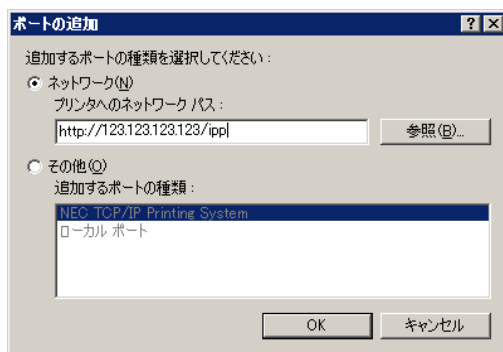 ポートの追加
追加するポートの種類を選択してください:
ネットワーク(N)
プリンタへのネットワーク パス:
http://123.123.123.123/ipp
参照(B)...
その他(O)
追加するポートの種類:
NEC TCP/IP Printing System
ローカル ポート
OK
キャンセル